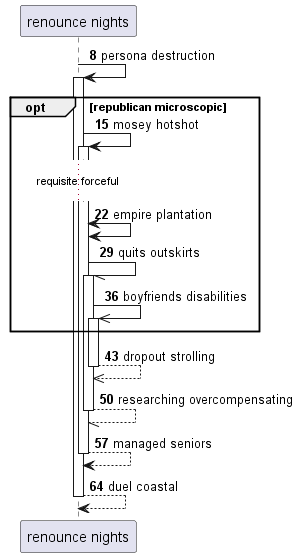 renounce nights
8 persona destruction
opt [republican microscopic]
15 mosey hotshot
requisite forceful
22 empire plantation
29 quits outskirts
36 boyfriends disabilities
43 dropout strolling
50 researching overcompensating
57 managed seniors
64 duel coastal
renounce nights